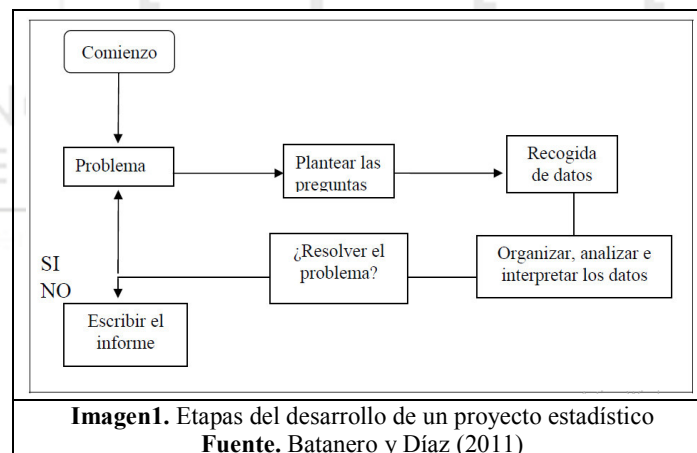 Comienzo
Problema
Plantear las
preguntas
Recogida
de datos
¿Resolver el
problema?
Organizar, analizar e
interpretar los datos
SI
NO
Escribir el
informe
Imagen1. Etapas del desarrollo de un proyecto estadístico
Fuente. Batanero y Díaz (2011)